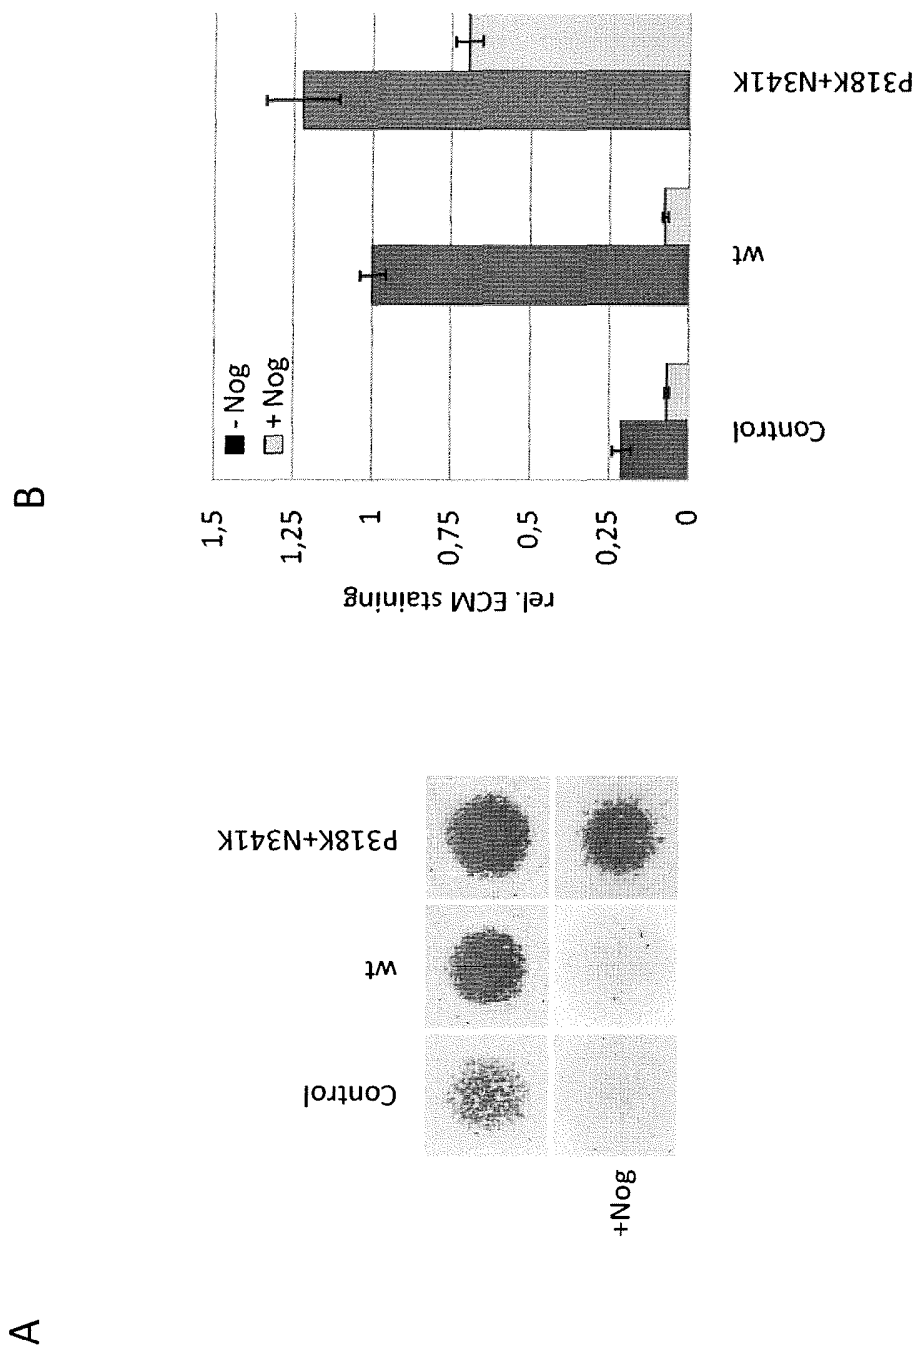 A
Control
wt
P318K+N341K
+Nog
B
rel. ECM staining
1,5
1,25
1
0,75
0,5
0,25
0
- Nog
+ Nog
Control
wt
P318K+N341K